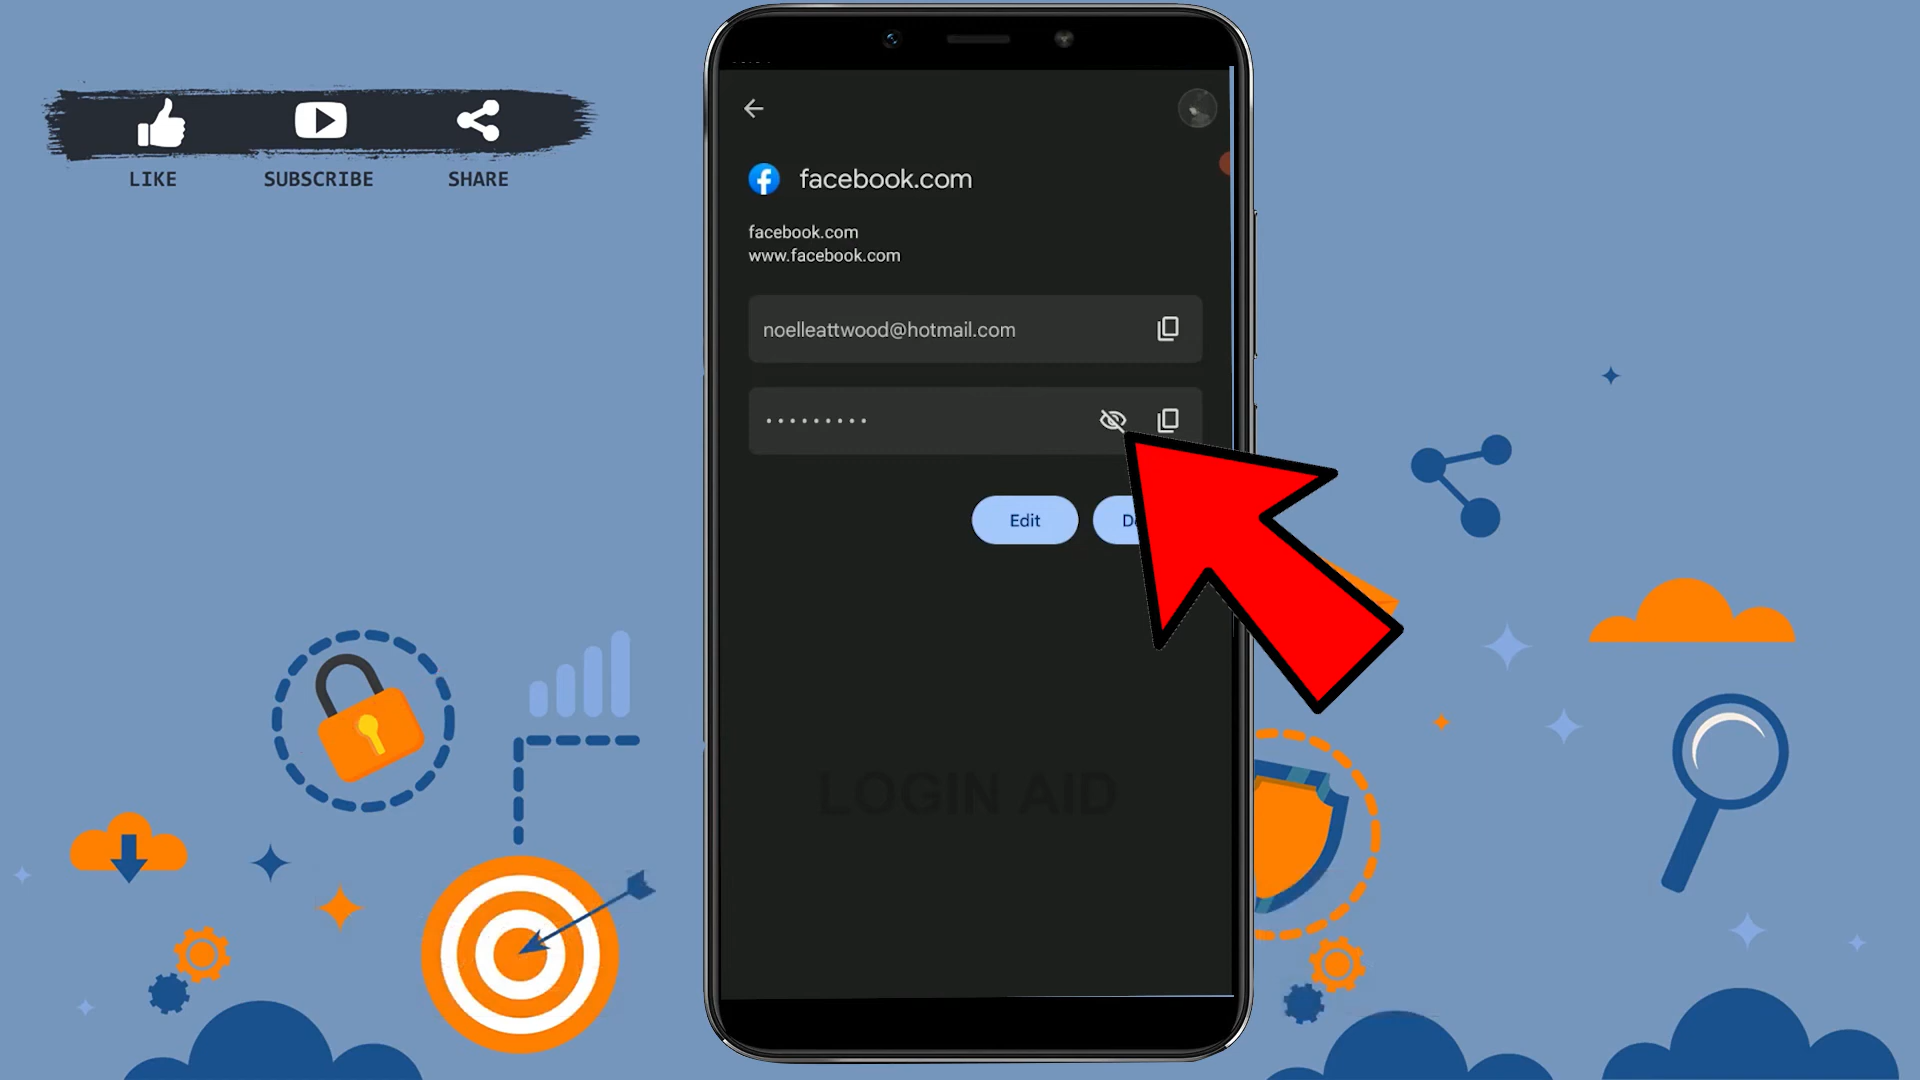 LIKE
SUBSCRIBE
SHARE
facebook.com
facebook.com
www.facebook.com
noelleattwood@hotmail.com
•••••••••
Edit
LOGIN AID